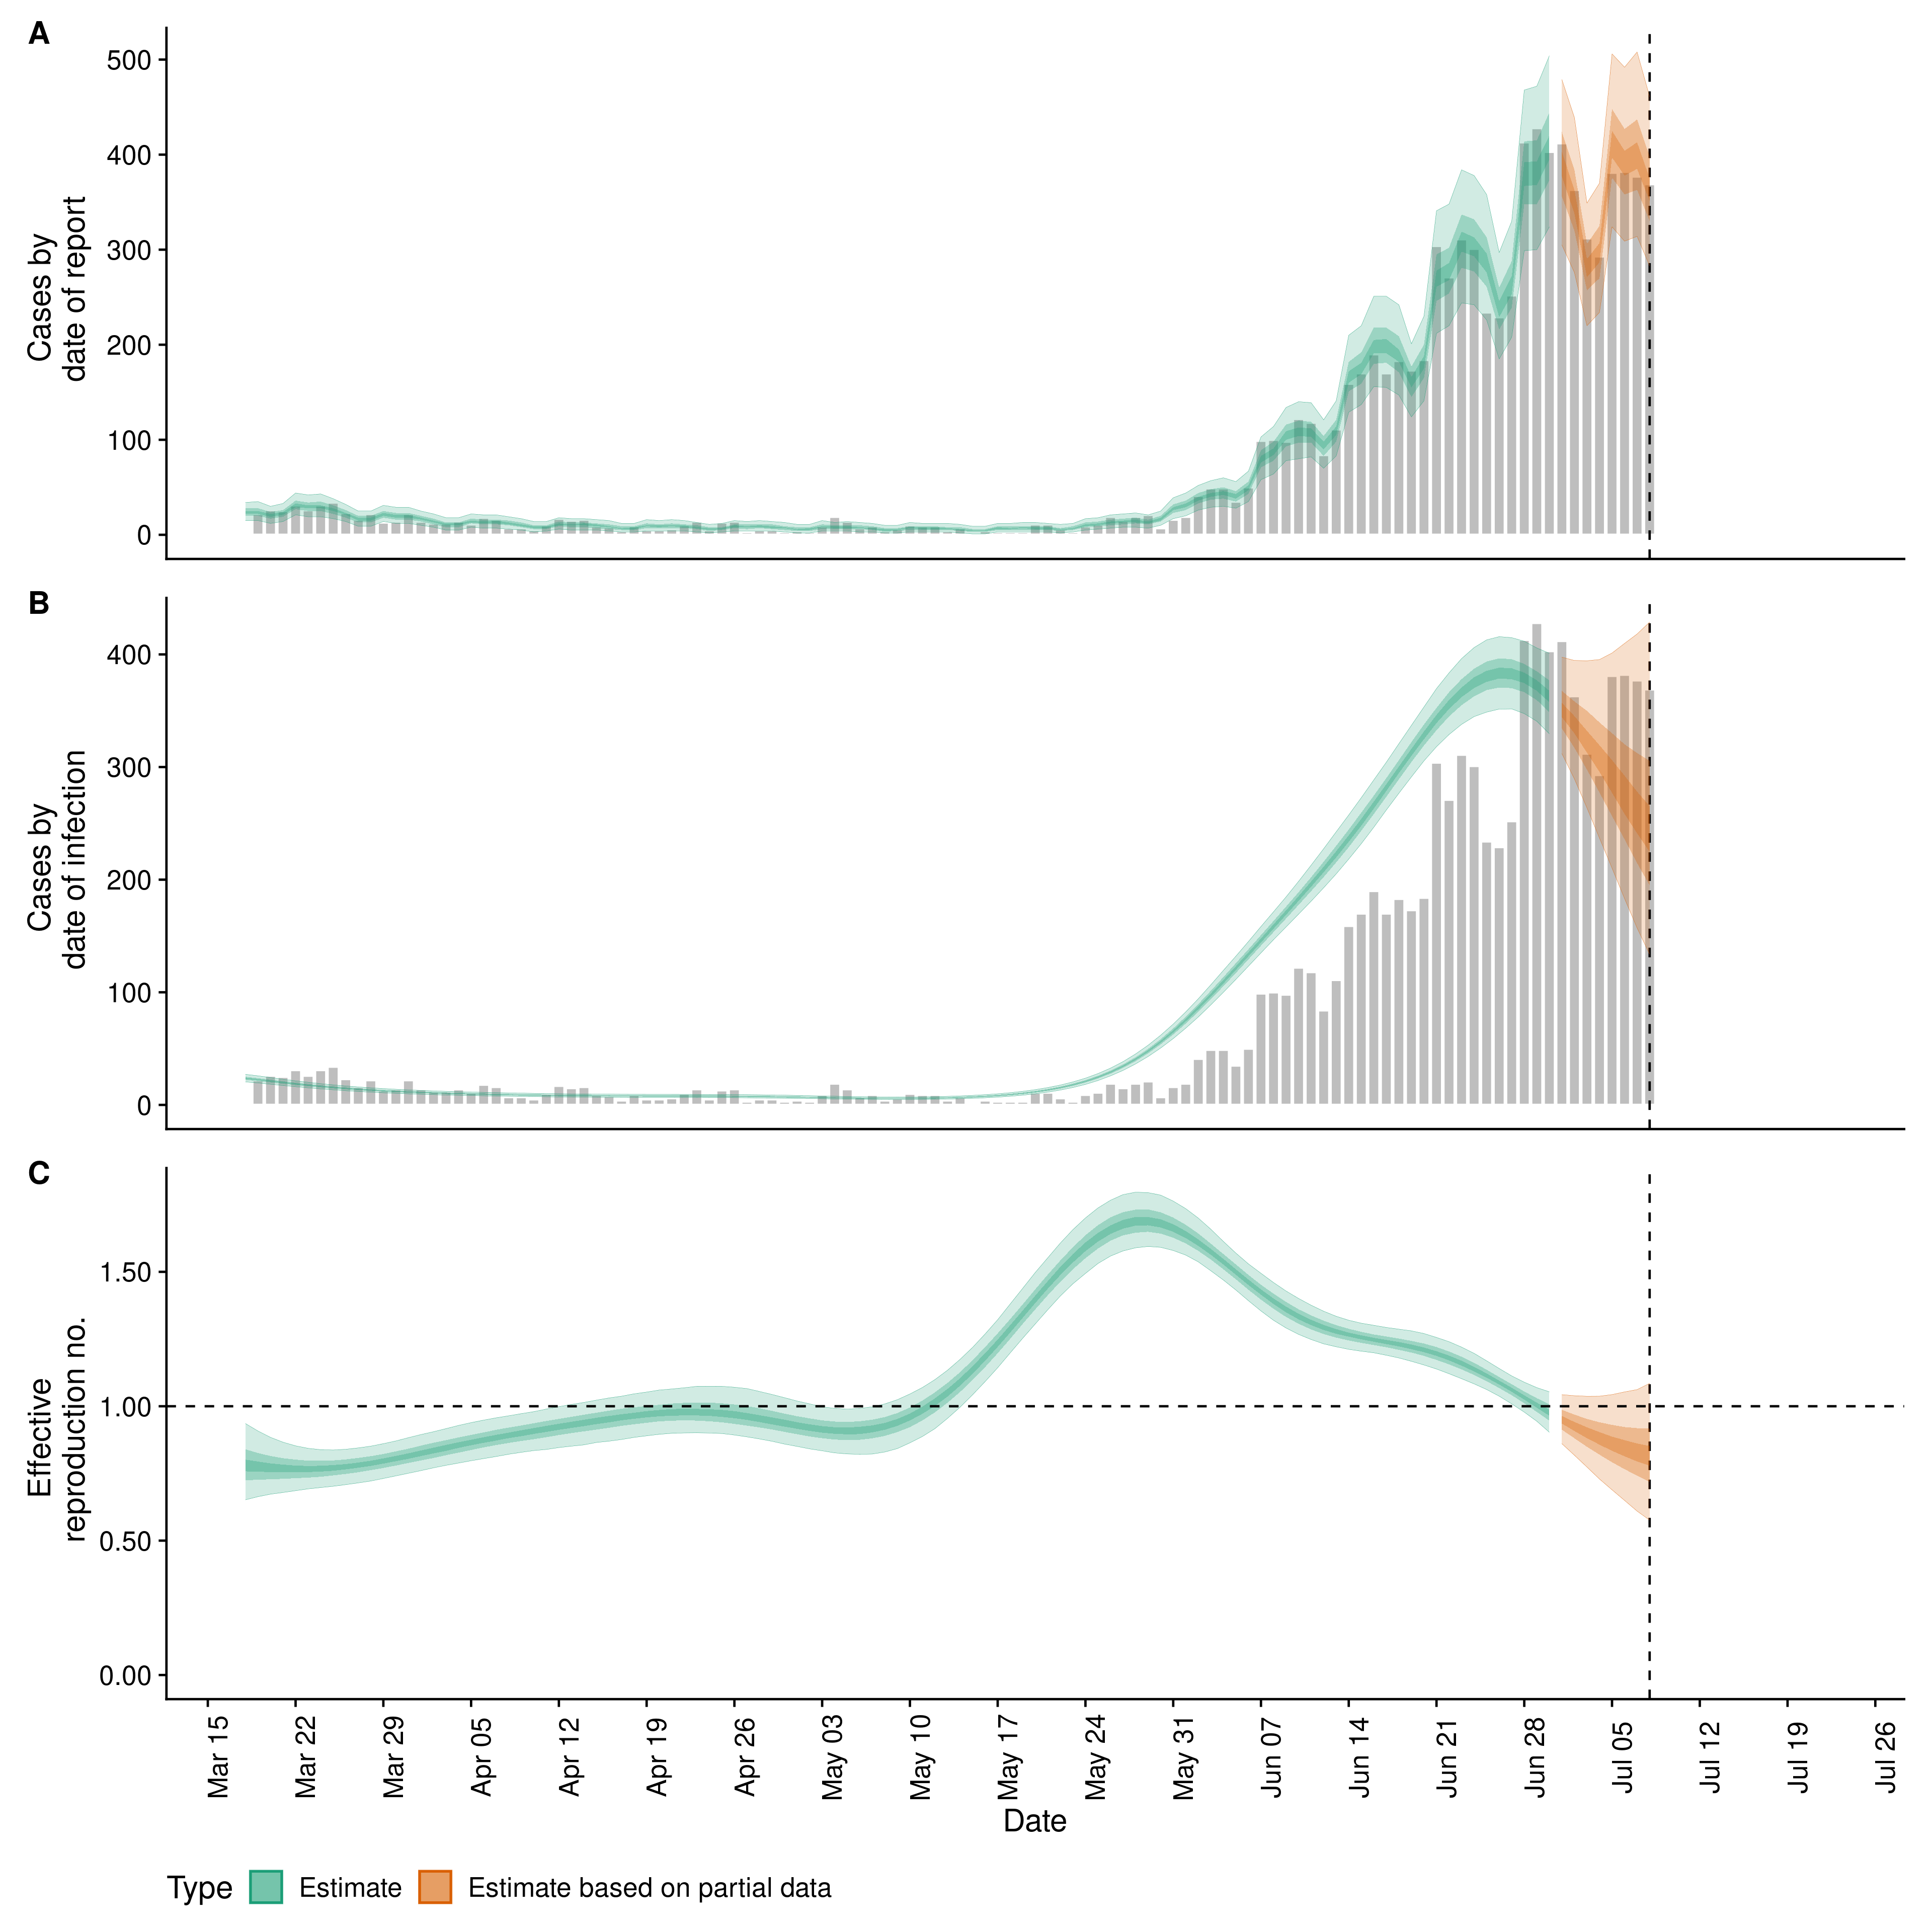 A
Cases by
date of report
500
400
300
200
100
0
B
Cases by
date of infection
400
300
200
100
0
C
Effective
reproduction no.
1.50
1.00
0.50
0.00
Mar 15
Mar 22
Mar 29
Apr 05
Apr 12
Apr 19
Apr 26
May 03
May 10
May 17
May 24
May 31
Jun 07
Jun 14
Jun 21
Jun 28
Jul 05
Jul 12
Jul 19
Jul 26
Date
Type Estimate Estimate based on partial data